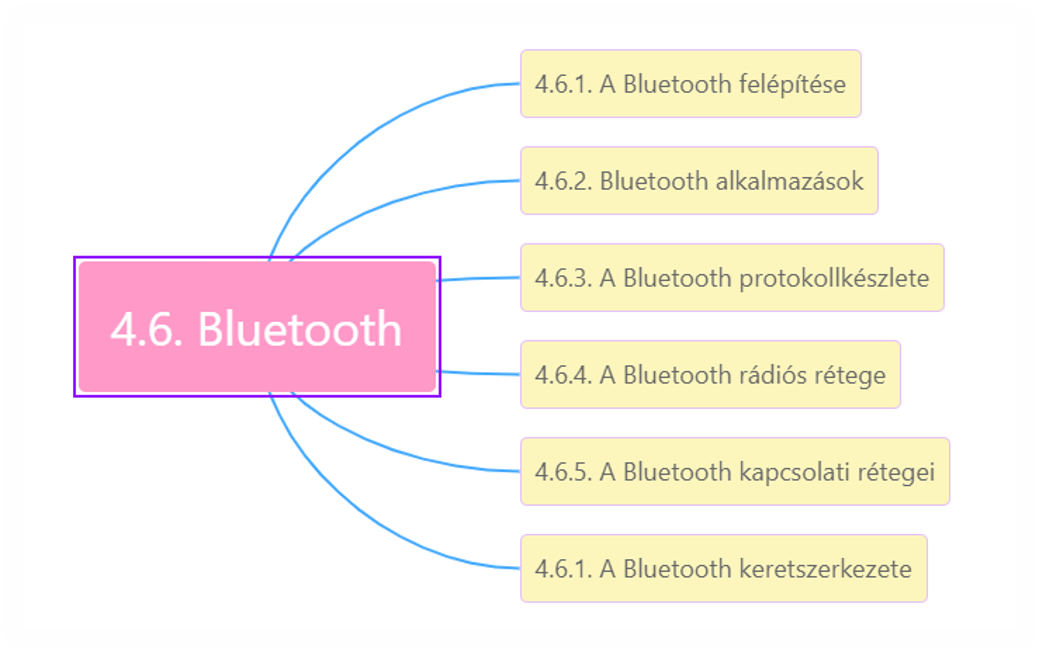 4.6. Bluetooth
4.6.1. A Bluetooth felépítése
4.6.2. Bluetooth alkalmazások
4.6.3. A Bluetooth protokollkészlete
4.6.4. A Bluetooth rádiós rétege
4.6.5. A Bluetooth kapcsolati rétegei
4.6.1. A Bluetooth keretszerkezete